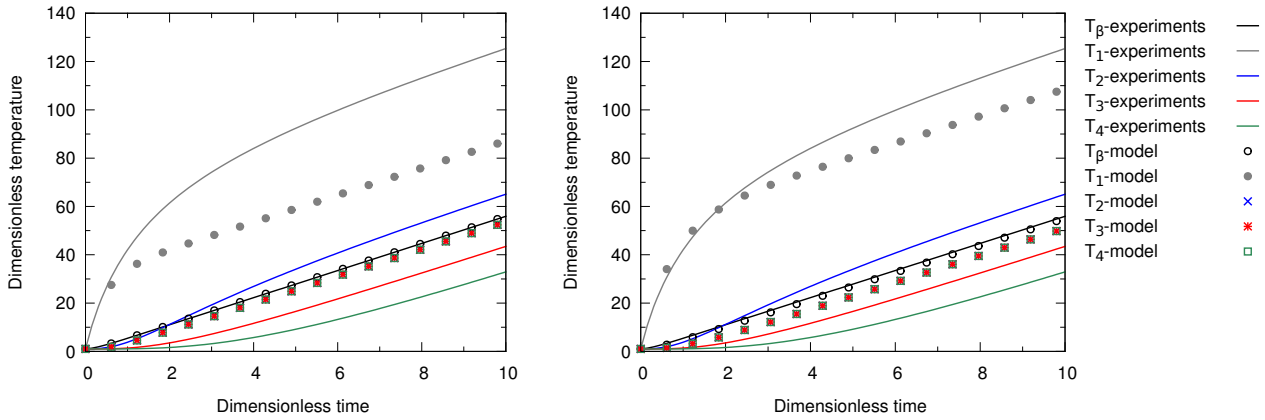 140
120
100
80
60
40
20
0
0
2
4
6
8
10
Dimensionless temperature
Dimensionless time
140
120
100
80
60
40
20
0
0
2
4
6
8
10
Dimensionless temperature
Dimensionless time
Tβ-experiments
T1-experiments
T2-experiments
T3-experiments
T4-experiments
Tβ-model
T1-model
T2-model
T3-model
T4-model